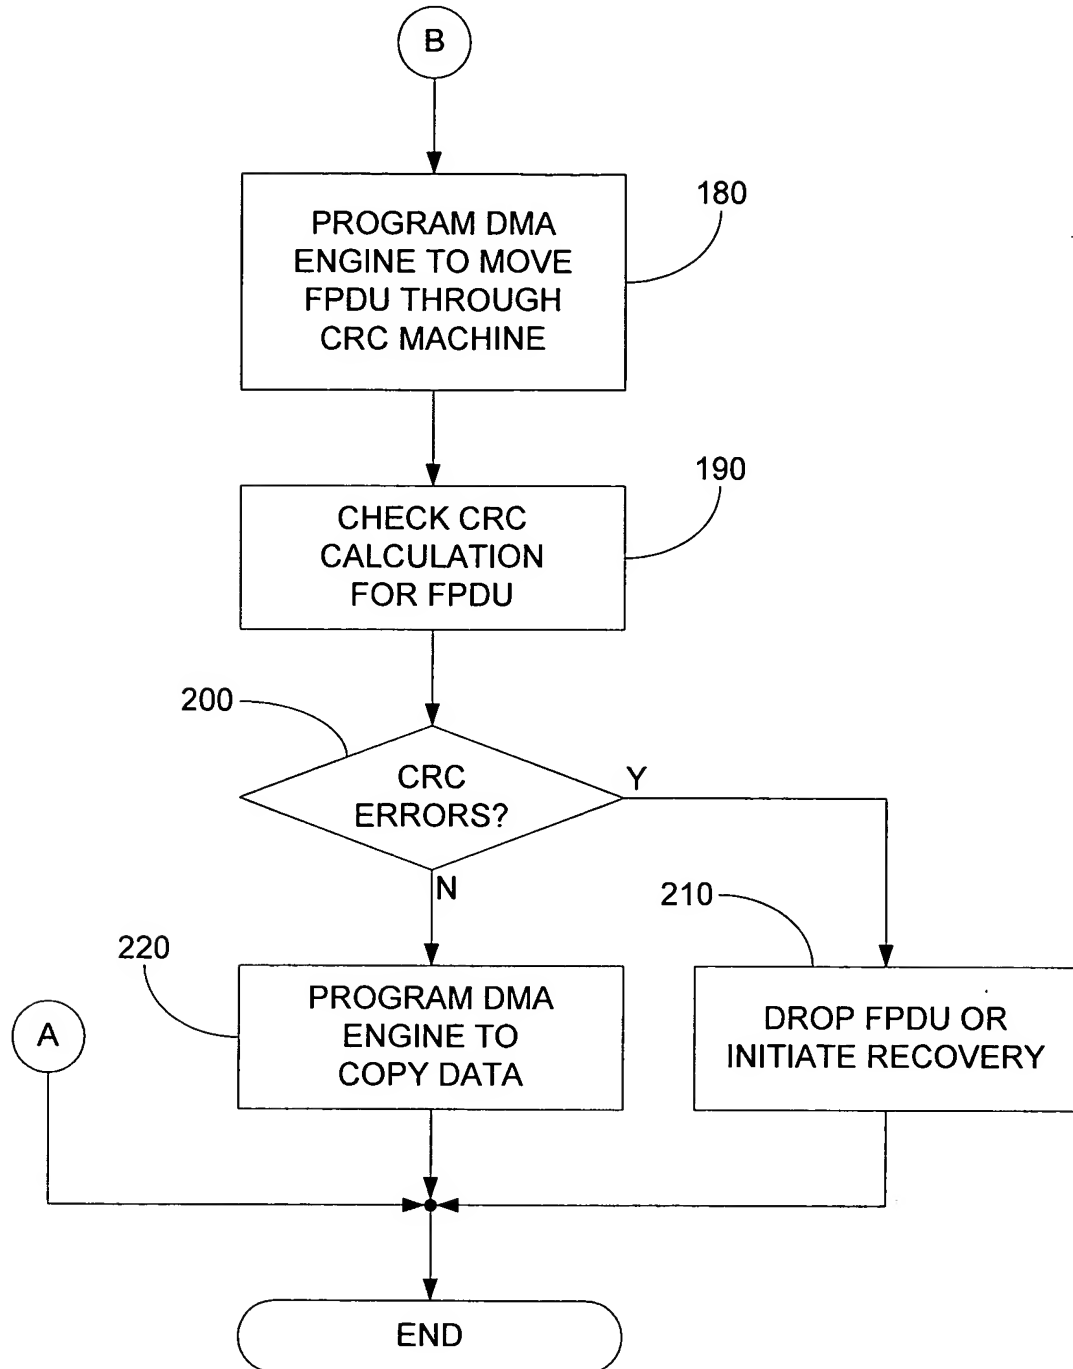 B
PROGRAM DMA
ENGINE TO MOVE
FPDU THROUGH
CRC MACHINE
180
CHECK CRC
CALCULATION
FOR FPDU
190
200
CRC
ERRORS?
Y
N
210
220
PROGRAM DMA
ENGINE TO
COPY DATA
DROP FPDU OR
INITIATE RECOVERY
A
END